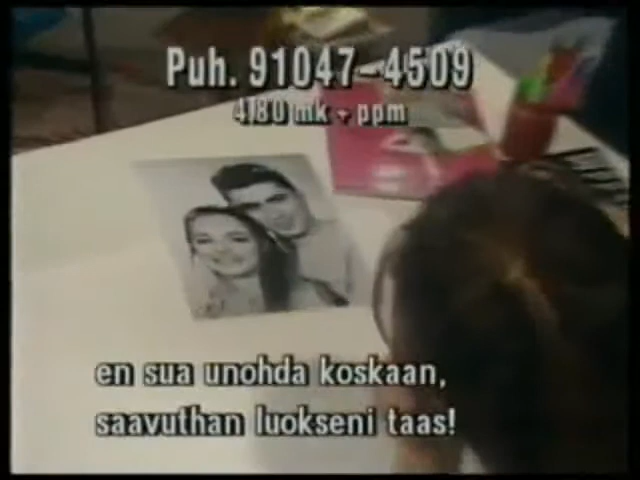 Puh. 91047-4509
4,80 mk + ppm
en sua unohda koskaan,
saavuthan luokseni taas!